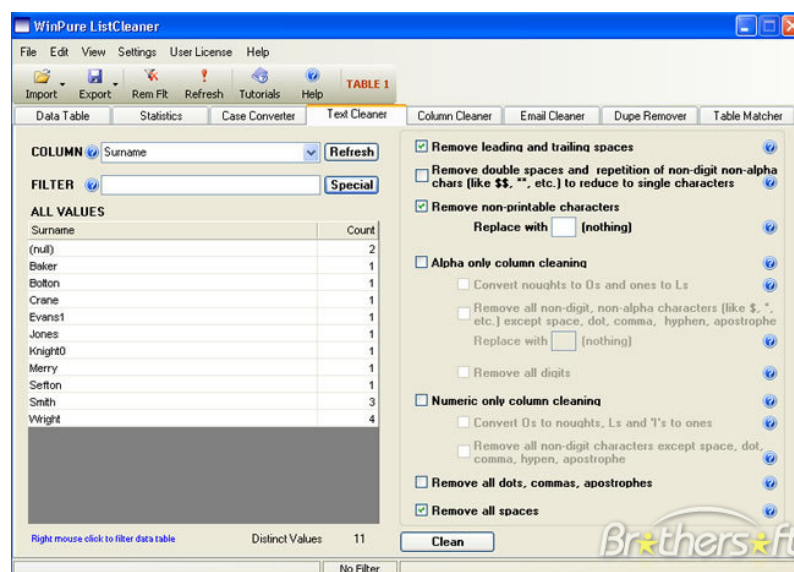 WinPure ListCleaner
File Edit View Settings User License Help
Import Export Rem Flt Refresh Tutorials Help TABLE 1
Data Table Statistics Case Converter Text Cleaner Column Cleaner Email Cleaner Dupe Remover Table Matcher
COLUMN Surname Refresh
FILTER Special
ALL VALUES
Surname Count
(null) 2
Baker 1
Bolton 1
Crane 1
Evans1 1
Jones 1
Knight0 1
Merry 1
Sefton 1
Smith 3
Wright 4
Right mouse click to filter data table Distinct Values 11
Remove leading and trailing spaces
Remove double spaces and repetition of non-digit non-alpha
chars (like $$, **, etc.) to reduce to single characters
Remove non-printable characters
Replace with (nothing)
Alpha only column cleaning
Convert noughts to Os and ones to Ls
Remove all non-digit, non-alpha characters (like $, *,
etc.) except space, dot, comma, hyphen, apostrophe
Replace with (nothing)
Remove all digits
Numeric only column cleaning
Convert Os to noughts, Ls and 'I's to ones
Remove all non-digit characters except space, dot,
comma, hypen, apostrophe
Remove all dots, commas, apostrophes
Remove all spaces
Clean
Brothersoft
No Filter